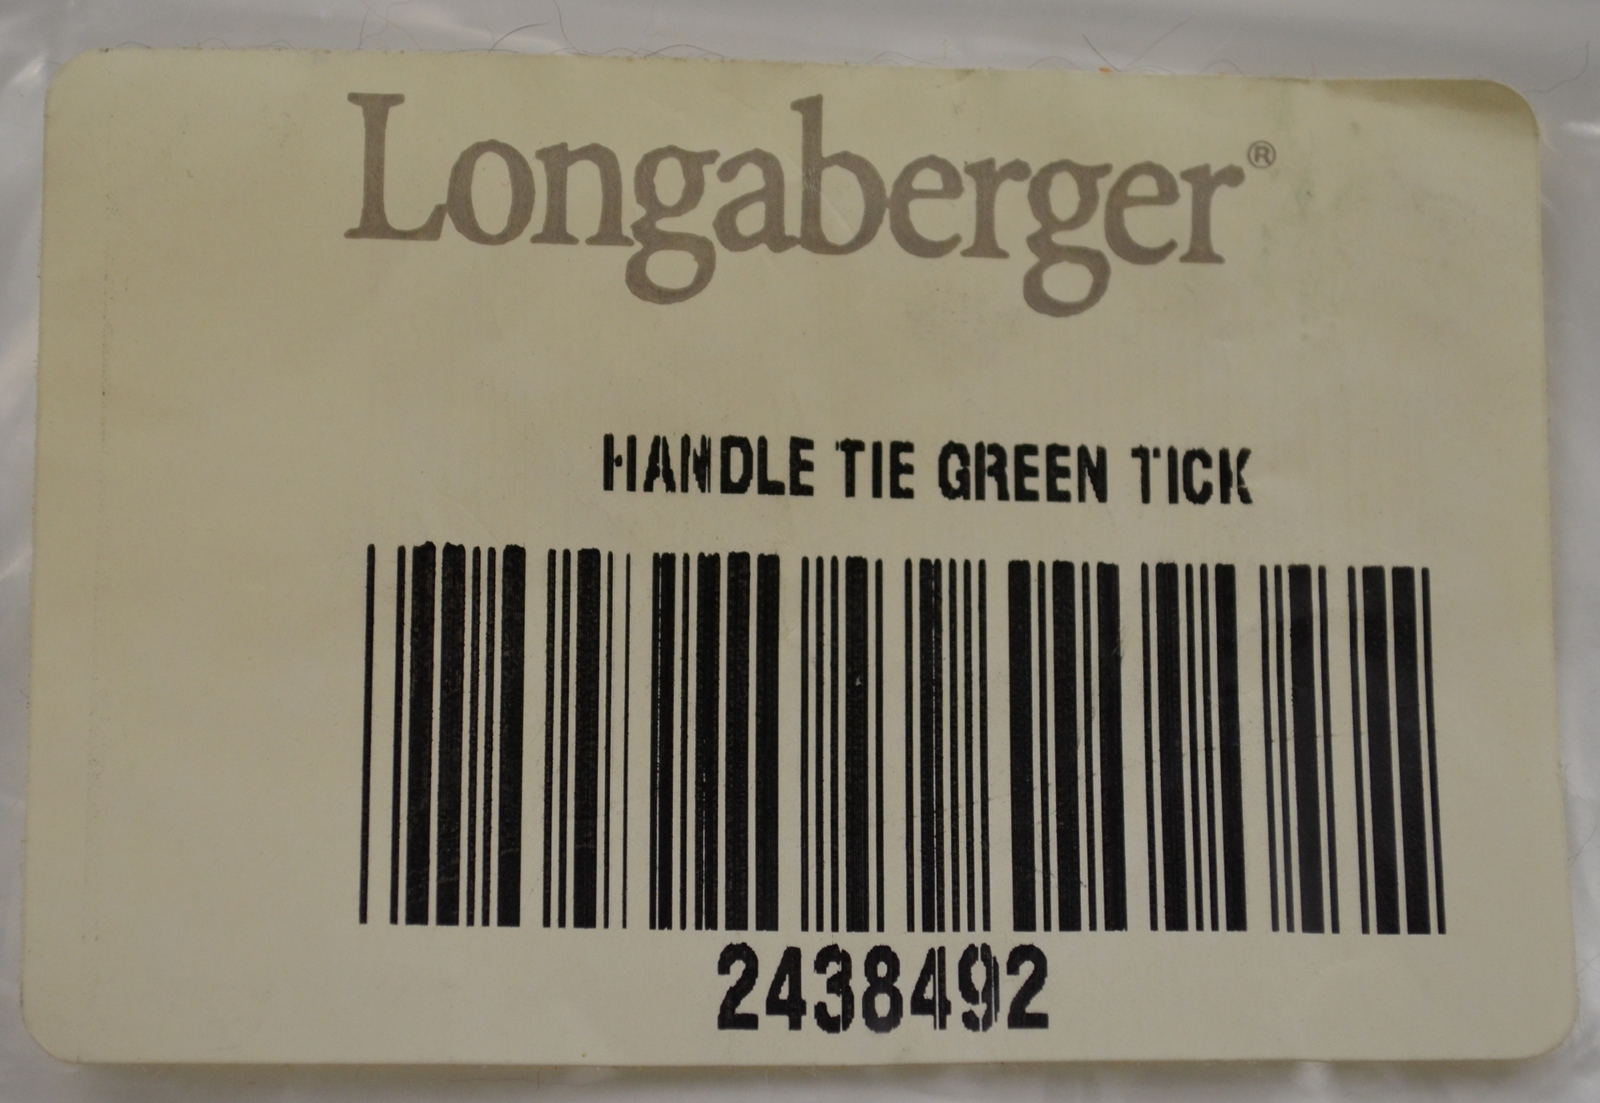 Longaberger®
HANDLE TIE GREEN TICK
2438492